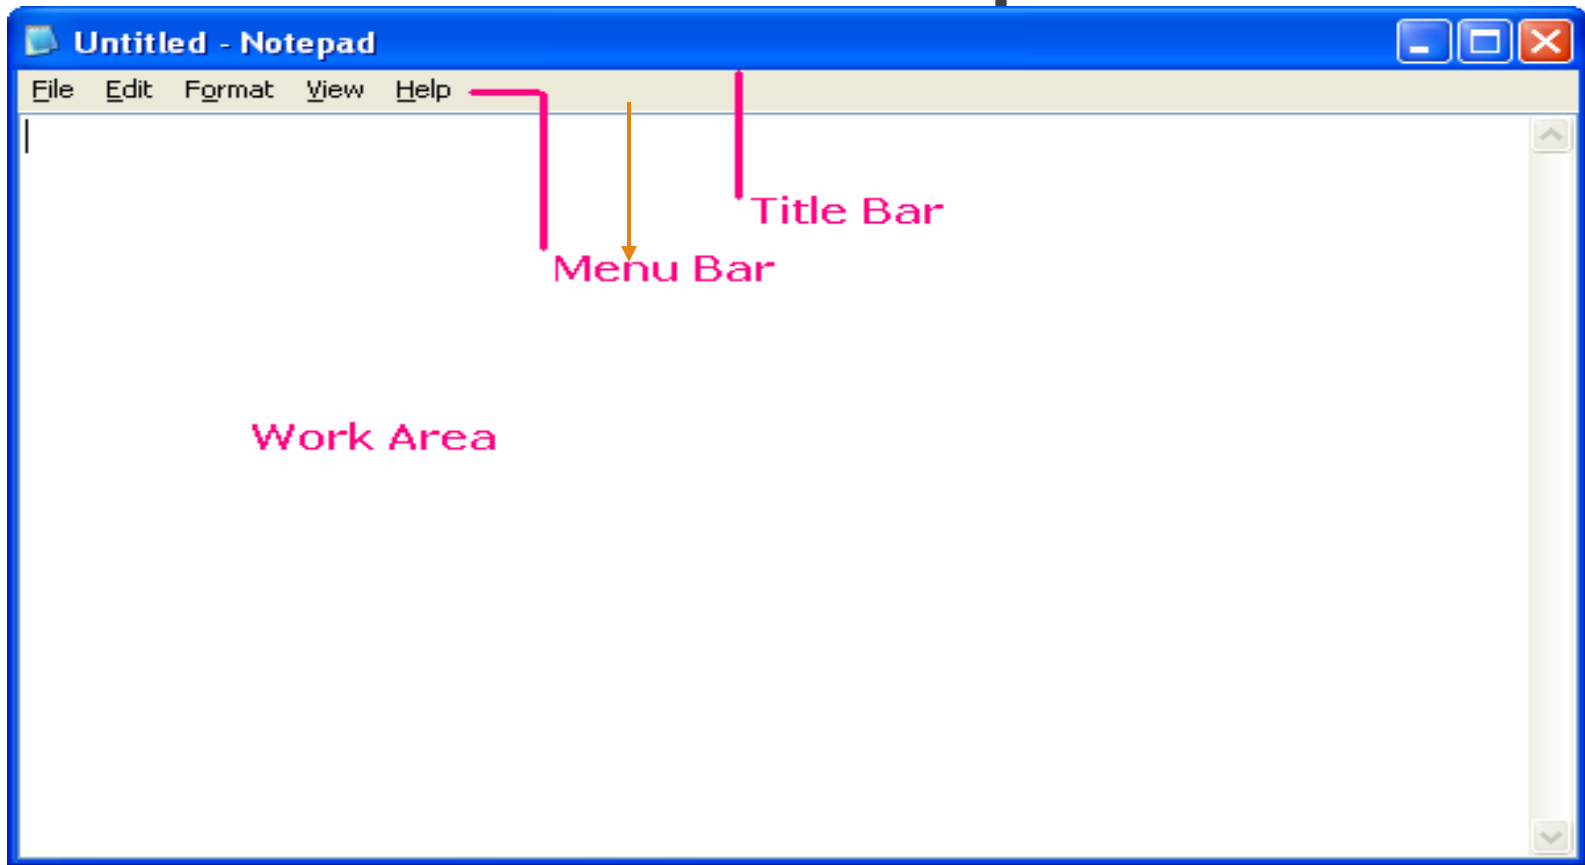 Untitled - Notepad
File Edit Format View Help
Title Bar
Menu Bar
Work Area